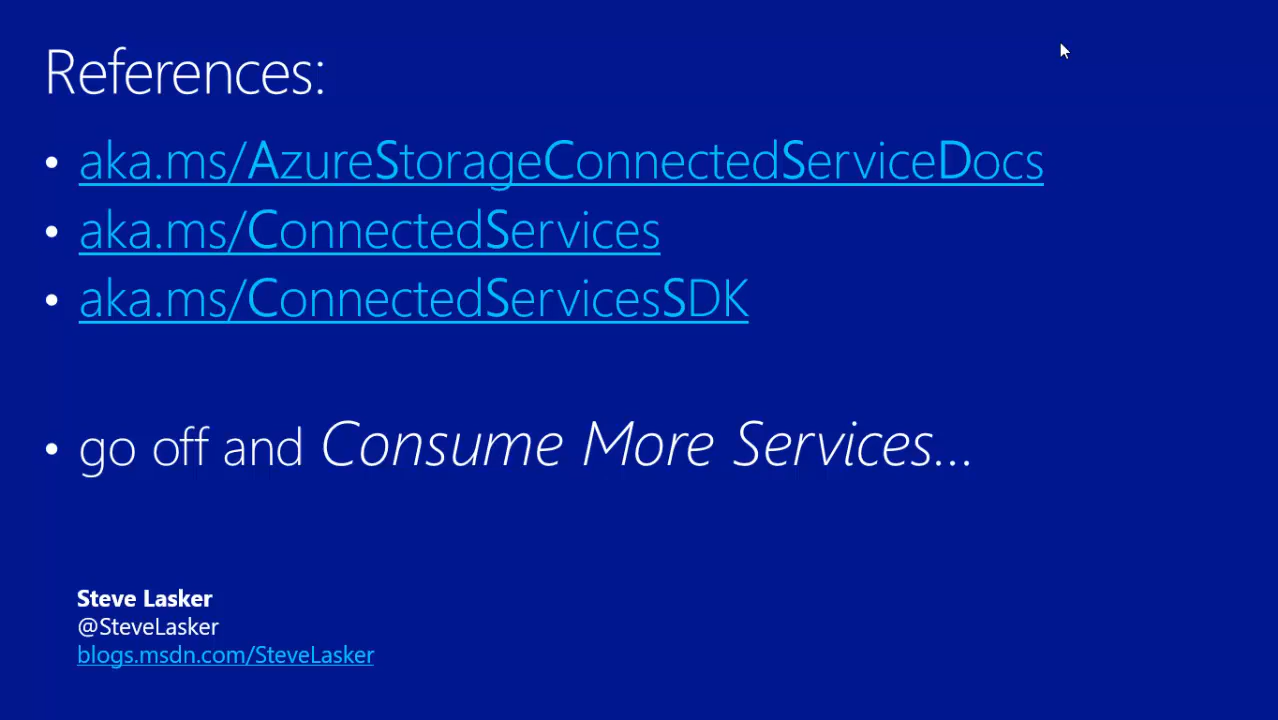 References:
• aka.ms/AzureStorageConnectedServiceDocs
• aka.ms/ConnectedServices
• aka.ms/ConnectedServicesSDK
• go off and Consume More Services...
Steve Lasker
@SteveLasker
blogs.msdn.com/SteveLasker